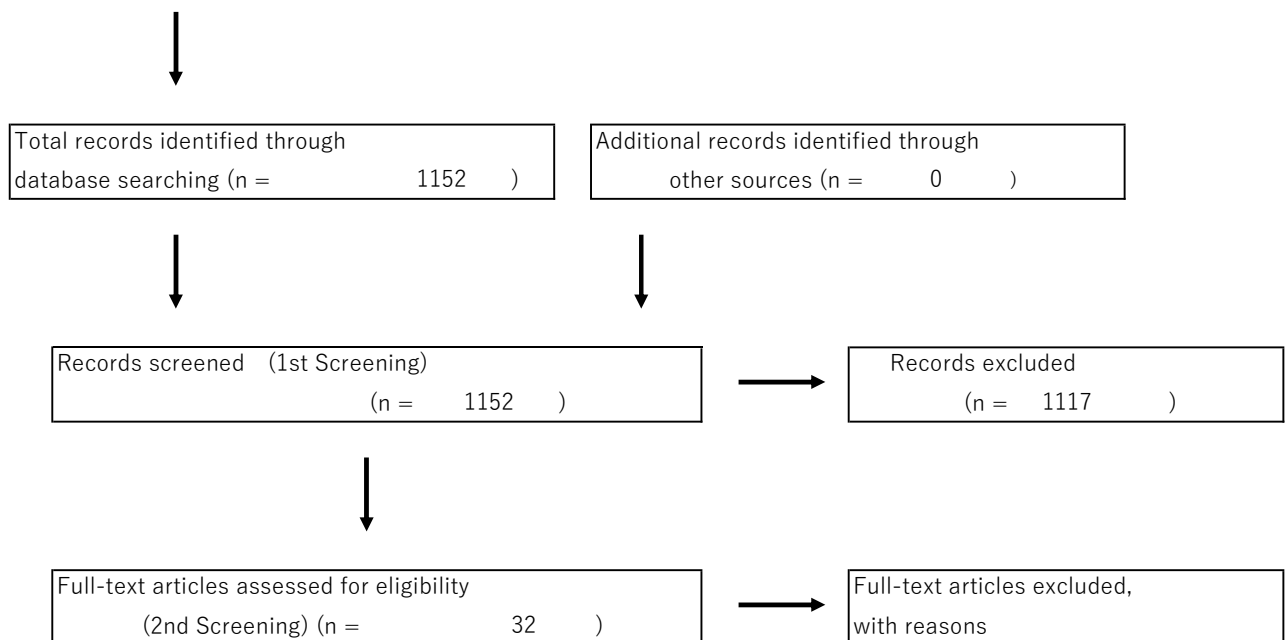 Total records identified through
database searching (n = 1152 )
Additional records identified through
other sources (n = 0 )
Records screened (1st Screening)
(n = 1152 )
Records excluded
(n = 1117 )
Full-text articles assessed for eligibility
(2nd Screening) (n = 32 )
Full-text articles excluded,
with reasons